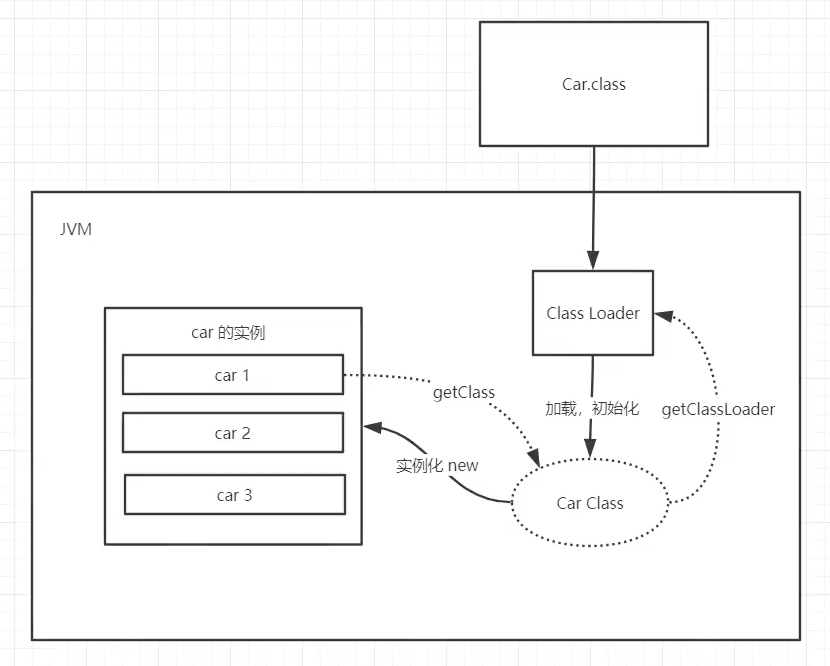 Car.class
JVM
Class Loader
car 的实例
car 1
getClass
加载，初始化
getClassLoader
car 2
实例化 new
car 3
Car Class